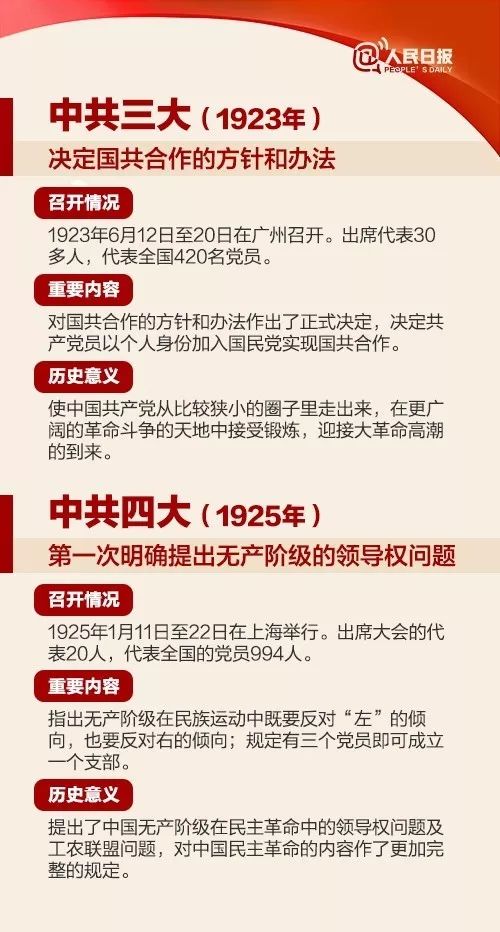 @人民日报
PEOPLE'S DAILY
中共三大（1923年）
决定国共合作的方针和办法
召开情况
1923年6月12日至20日在广州召开。出席代表30
多人，代表全国420名党员。
重要内容
对国共合作的方针和办法作出了正式决定，决定共
产党员以个人身份加入国民党实现国共合作。
历史意义
使中国共产党从比较狭小的圈子里走出来，在更广
阔的革命斗争的天地中接受锻炼，迎接大革命高潮
的到来。
中共四大（1925年）
第一次明确提出无产阶级的领导权问题
召开情况
1925年1月11日至22日在上海举行。出席大会的代
表20人，代表全国的党员994人。
重要内容
指出无产阶级在民族运动中既要反对“左”的倾
向，也要反对右的倾向；规定有三个党员即可成立
一个支部。
历史意义
提出了中国无产阶级在民主革命中的领导权问题及
工农联盟问题，对中国民主革命的内容作了更加完
整的规定。